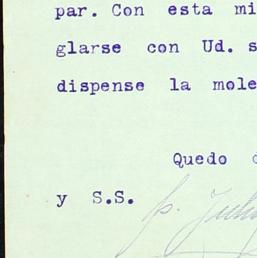 par. Con esta mi
glarse con Ud. s
dispense la mole
Quedo
y S.S.